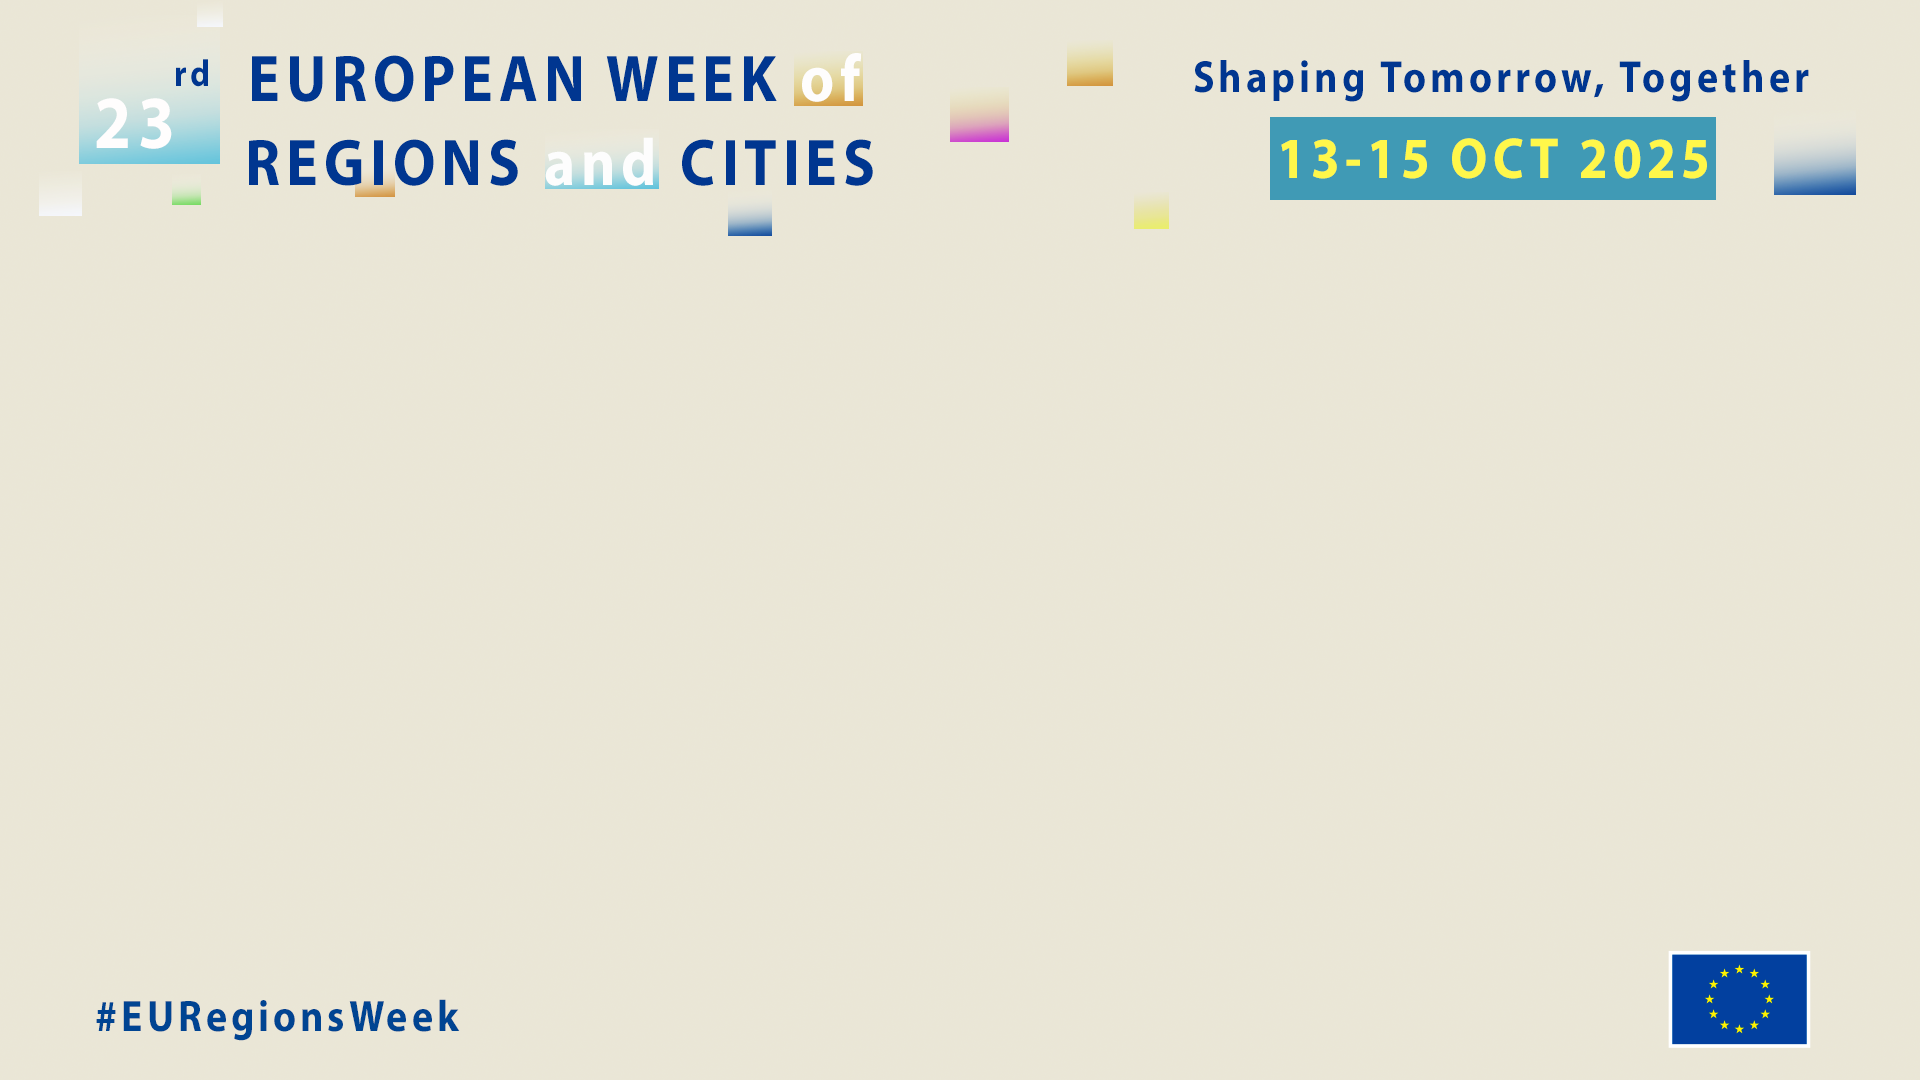 23rd
EUROPEAN WEEK of
REGIONS and CITIES
Shaping Tomorrow, Together
13-15 OCT 2025
#EURegionsWeek